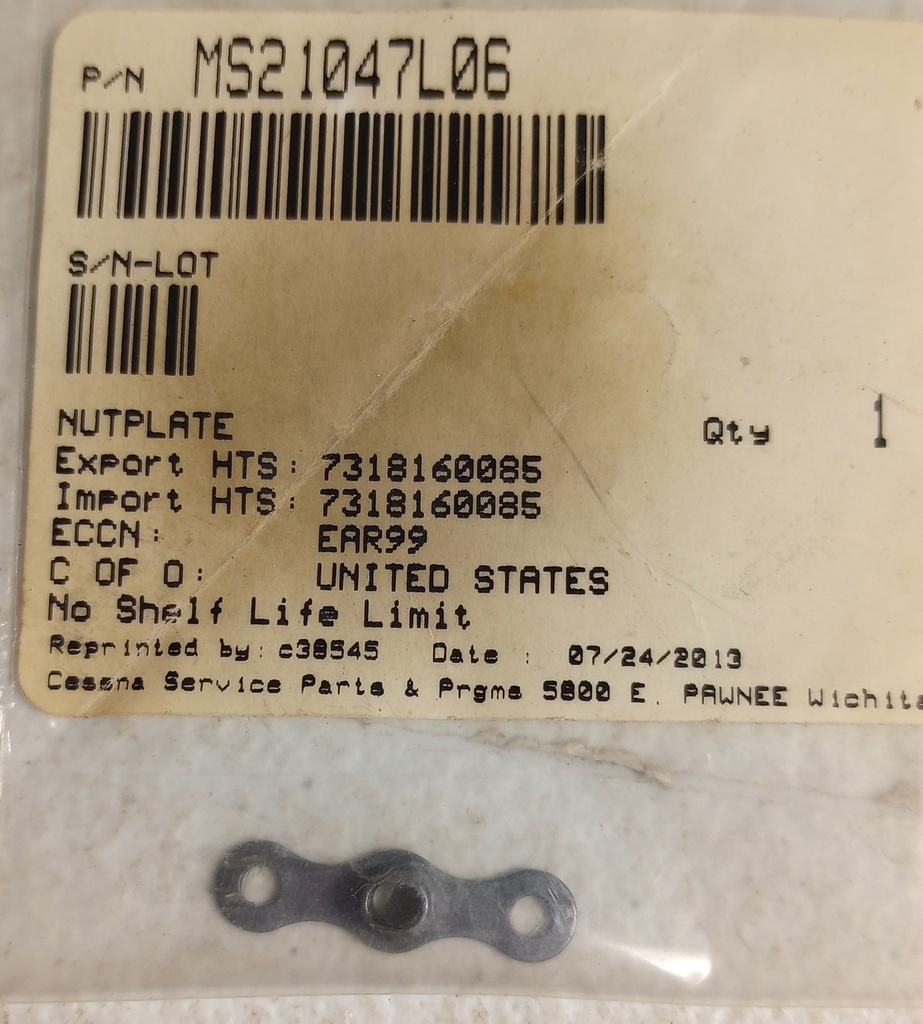 P/N MS21047L06
S/N-LOT
NUTPLATE Qty 1
Export HTS: 7318160085
Import HTS: 7318160085
ECCN: EAR99
C OF O: UNITED STATES
No Shelf Life Limit
Reprinted by: c38545 Date : 07/24/2013
Cessna Service Parts & Prgms 5800 E. PAWNEE Wichita